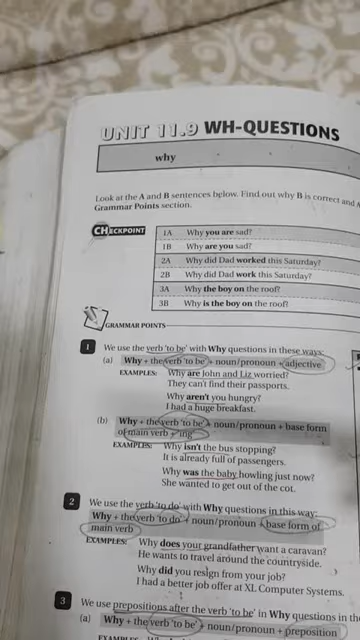 UNIT 11.9 WH-QUESTIONS
why
Look at the A and B sentences below. Find out why B is correct and
Grammar Points section.
CHECKPOINT
1A Why you are sad?
1B Why are you sad?
2A Why did Dad worked this Saturday?
2B Why did Dad work this Saturday?
3A Why the boy on the roof?
3B Why is the boy on the roof?
GRAMMAR POINTS
1 We use the verb 'to be' with Why questions in these ways:
(a) Why + the verb 'to be' + noun/pronoun + adjective
EXAMPLES: Why are John and Liz worried?
They can't find their passports.
Why aren't you hungry?
I had a huge breakfast.
(b) Why + the verb 'to be' + noun/pronoun + base form
of main verb + 'ing'
EXAMPLES: Why isn't the bus stopping?
It is already full of passengers.
Why was the baby howling just now?
She wanted to get out of the cot.
2 We use the verb 'to do' with Why questions in this way:
Why + the verb 'to do' + noun/pronoun + base form of
main verb
EXAMPLES: Why does your grandfather want a caravan?
He wants to travel around the countryside.
Why did you resign from your job?
I had a better job offer at XL Computer Systems.
3 We use prepositions after the verb 'to be' in Why questions in
(a) Why + the verb 'to be' + noun/pronoun + preposition
EXAMPLES: